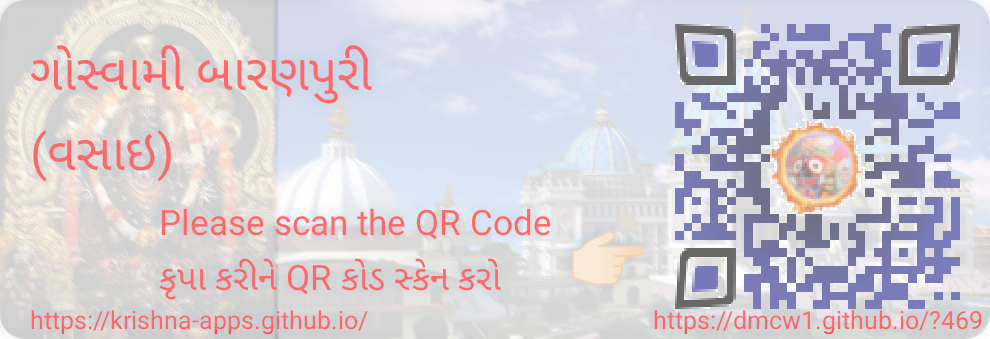 ગોસ્વામી બારણપુરી
(વસાઇ)
Please scan the QR Code
કૃપા કરીને QR કોડ સ્કેન કરો
https://krishna-apps.github.io/
https://dmcw1.github.io/?469